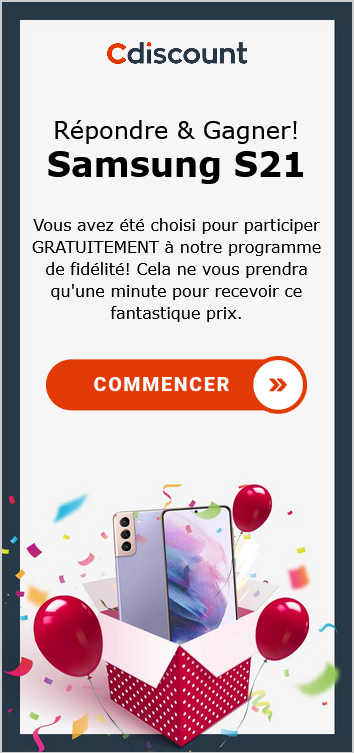 Cdiscount
Répondre & Gagner!
Samsung S21
Vous avez été choisi pour participer
GRATUITEMENT à notre programme
de fidélité! Cela ne vous prendra
qu'une minute pour recevoir ce
fantastique prix.
COMMENCER »